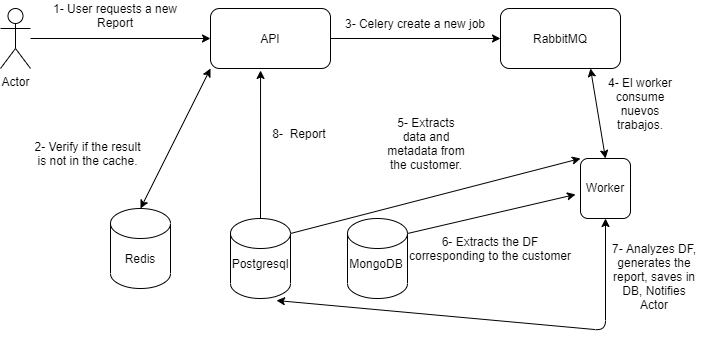 1- User requests a new
Report
API
3- Celery create a new job
RabbitMQ
Actor
4- El worker
consume
nuevos
trabajos.
2- Verify if the result
is not in the cache.
8-  Report
5- Extracts
data and
metadata from
the customer.
Worker
Redis
Postgresql
MongoDB
6- Extracts the DF
corresponding to the customer
7- Analyzes DF,
generates the
report, saves in
DB, Notifies
Actor